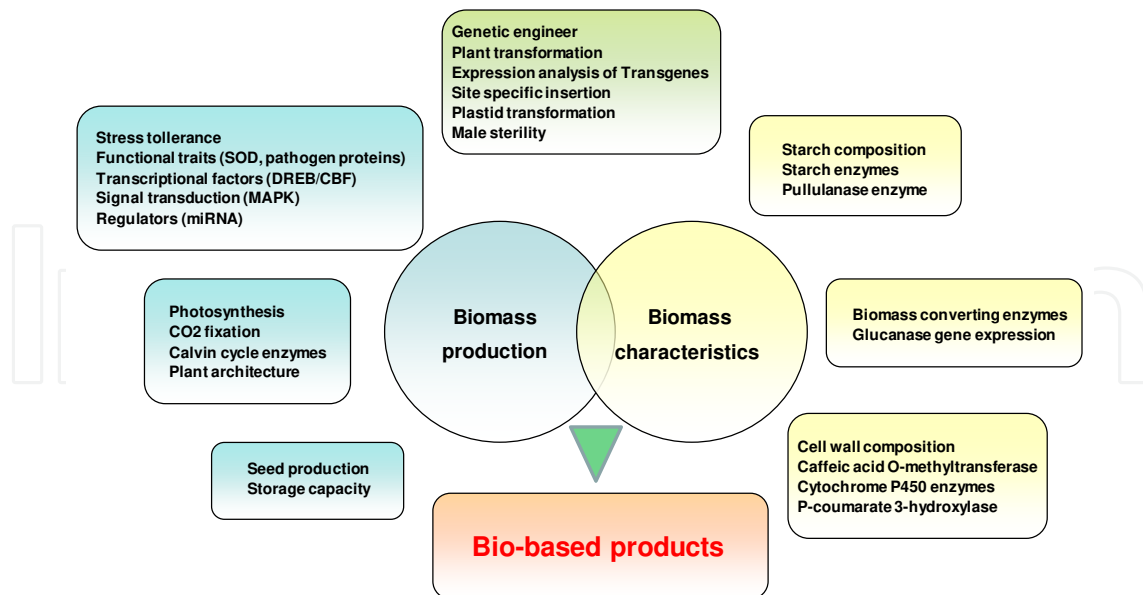 Genetic engineer
Plant transformation
Expression analysis of Transgenes
Site specific insertion
Plastid transformation
Male sterility
Stress tollerance
Functional traits (SOD, pathogen proteins)
Transcriptional factors (DREB/CBF)
Signal transduction (MAPK)
Regulators (miRNA)
Starch composition
Starch enzymes
Pullulanase enzyme
Photosynthesis
CO2 fixation
Calvin cycle enzymes
Plant architecture
Biomass
production
Biomass
characteristics
Biomass converting enzymes
Glucanase gene expression
Seed production
Storage capacity
Cell wall composition
Caffeic acid O-methyltransferase
Cytochrome P450 enzymes
P-coumarate 3-hydroxylase
Bio-based products